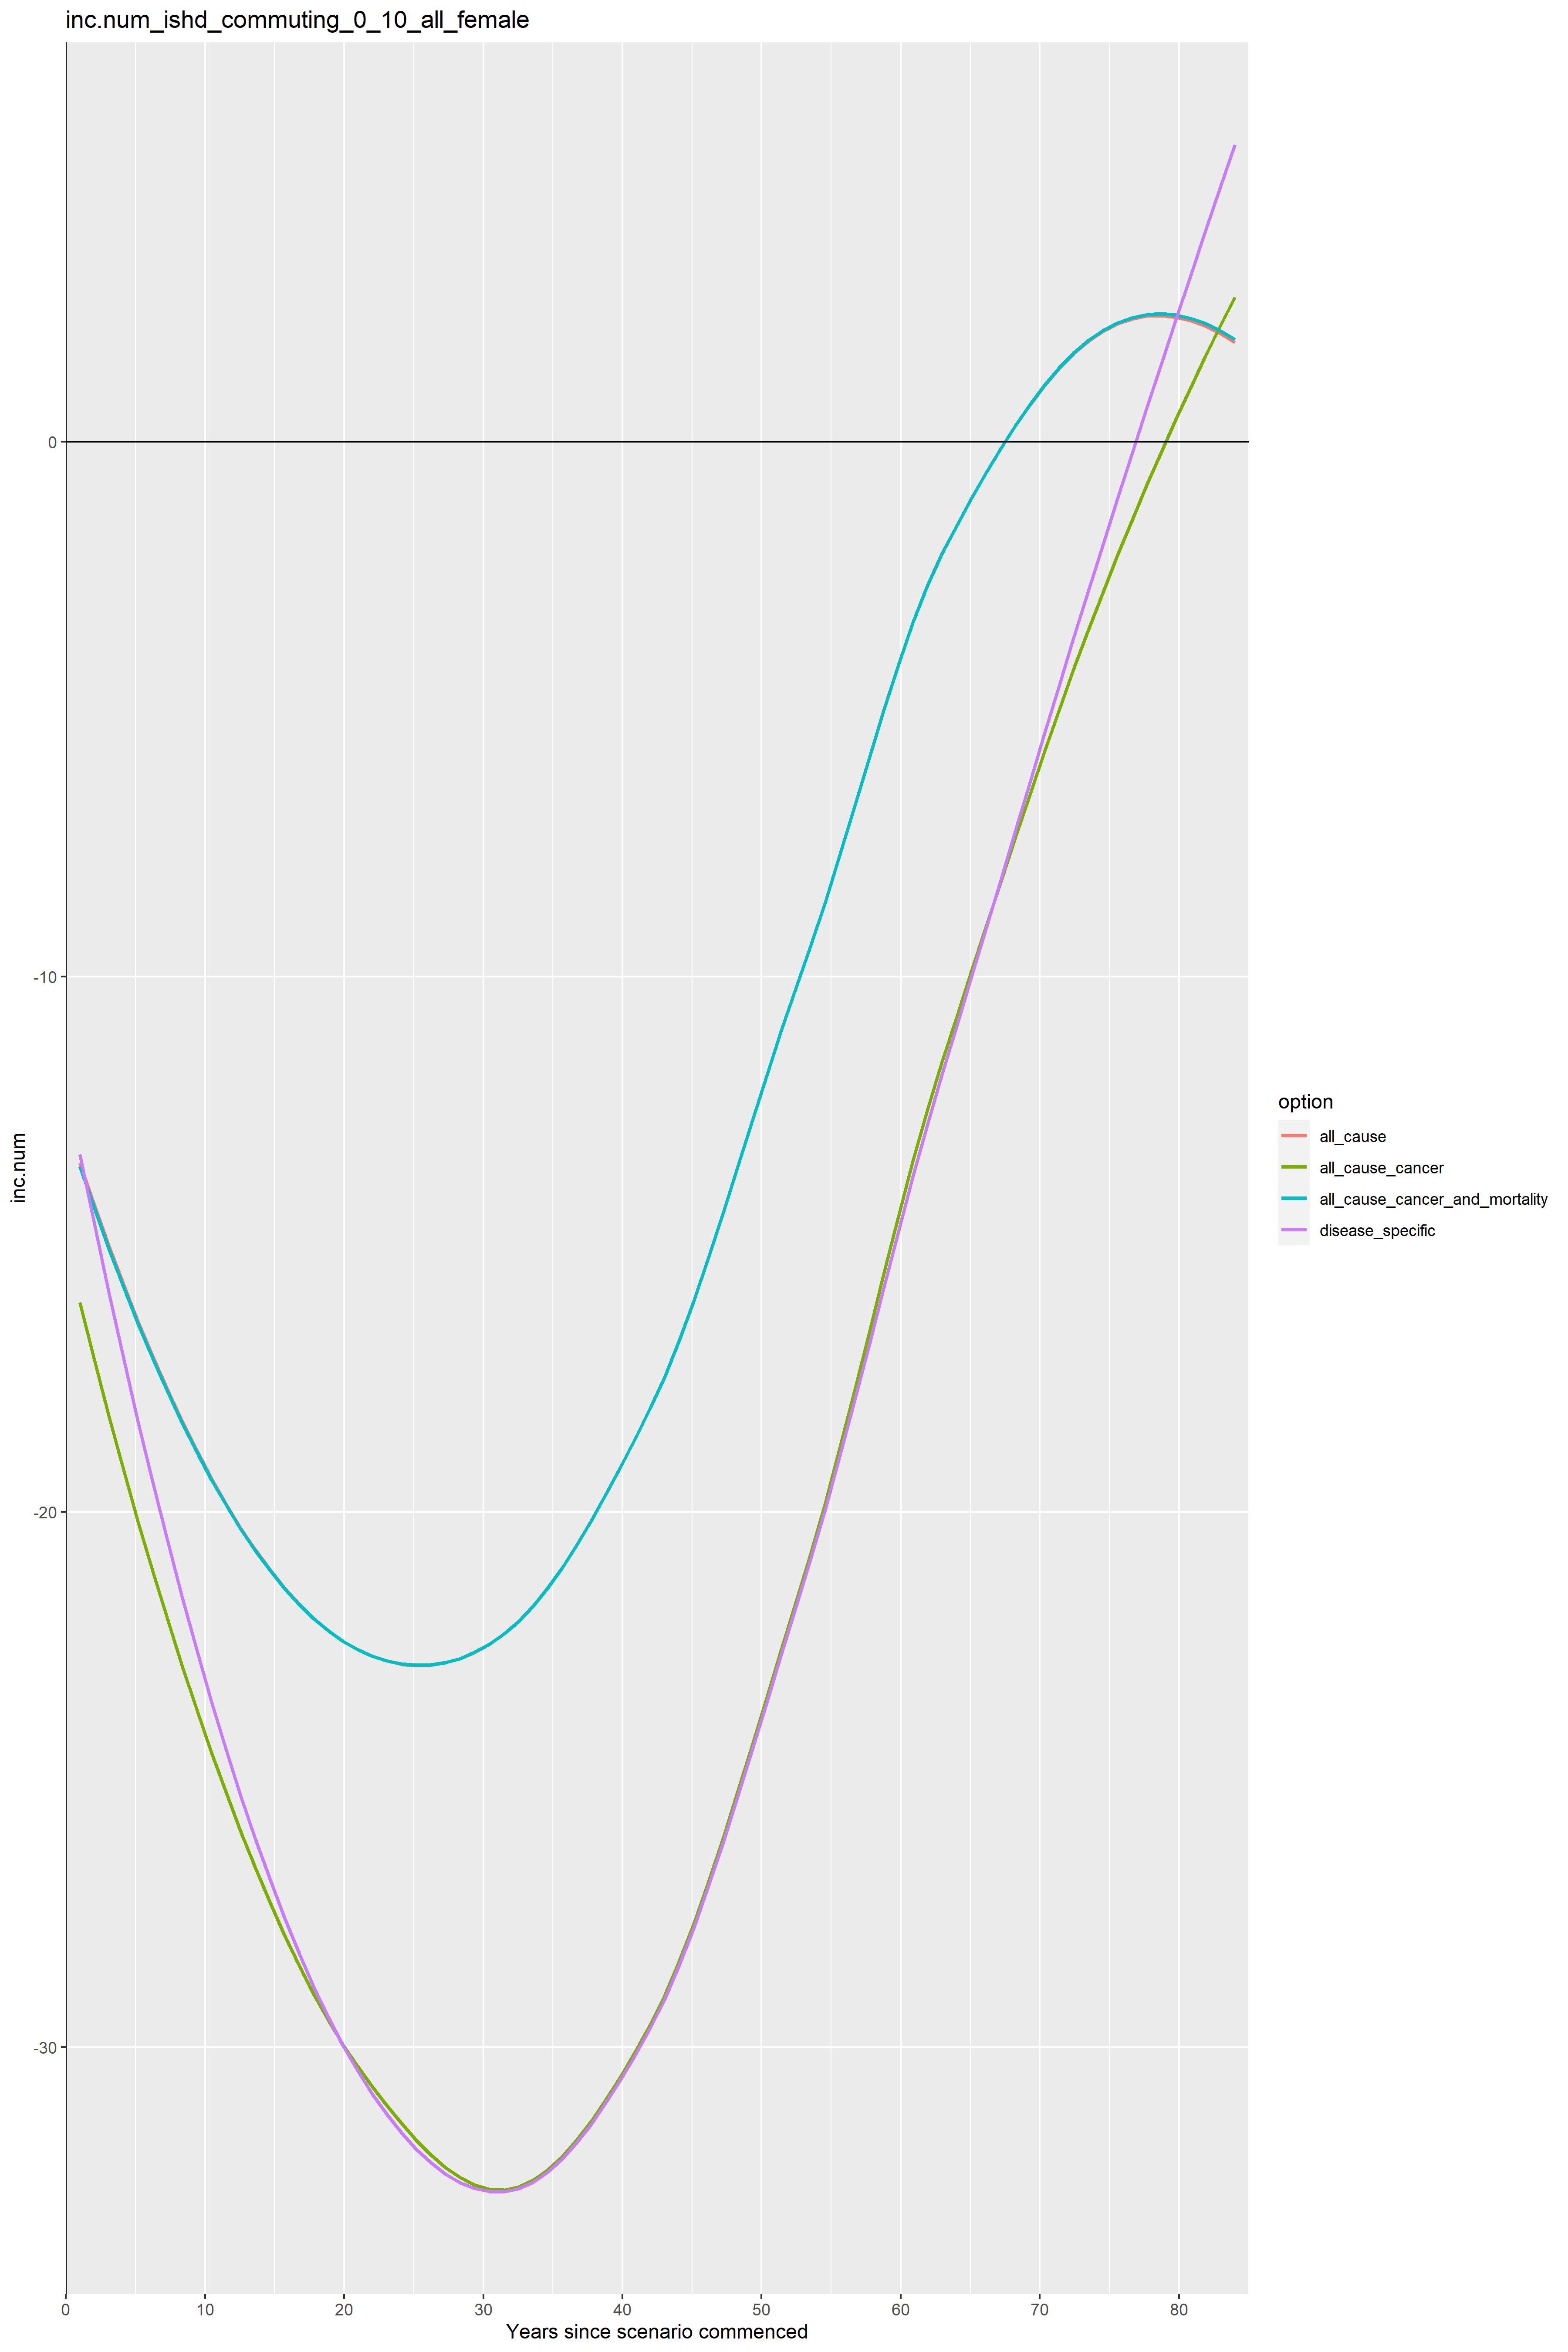 inc.num_ishd_commuting_0_10_all_female
0
-10
-20
-30
inc.num
0 10 20 30 40 50 60 70 80
Years since scenario commenced
option
all_cause
all_cause_cancer
all_cause_cancer_and_mortality
disease_specific